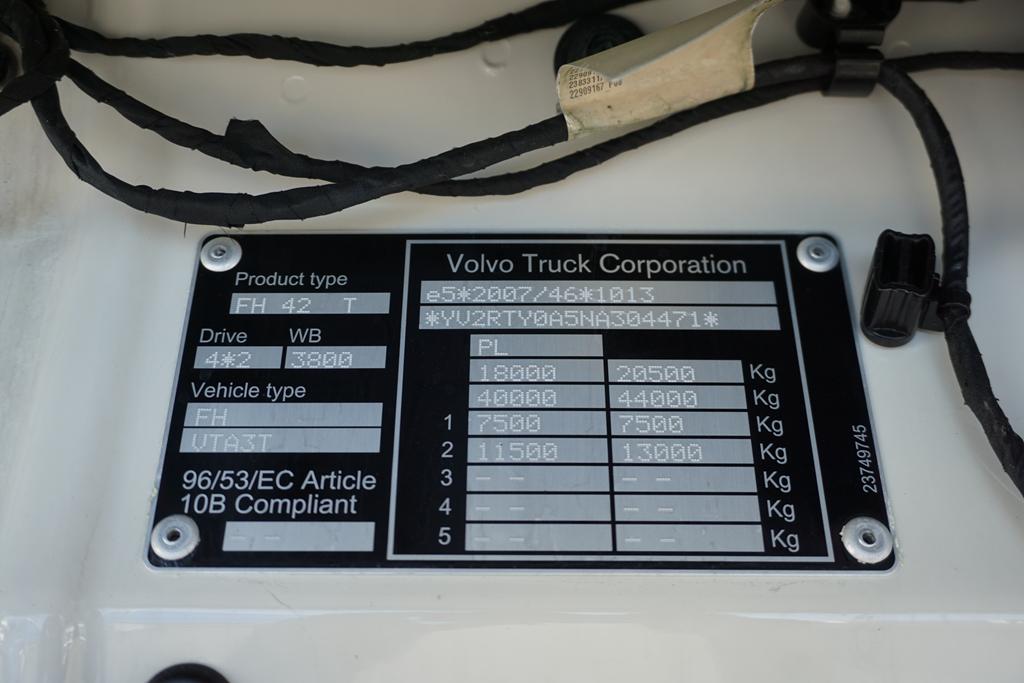 22909167
Product type
FH 42 T
Drive WB
4*2 3800
Vehicle type
FH
VTA3T
96/53/EC Article
10B Compliant
- -
Volvo Truck Corporation
e5*2007/46*1013
*YV2RTY0A5NA304471*
PL
18000 20500 Kg
40000 44000 Kg
1 7500 7500 Kg
2 11500 13000 Kg
3 - - - - Kg
4 - - - - Kg
5 - - - - Kg
23749745